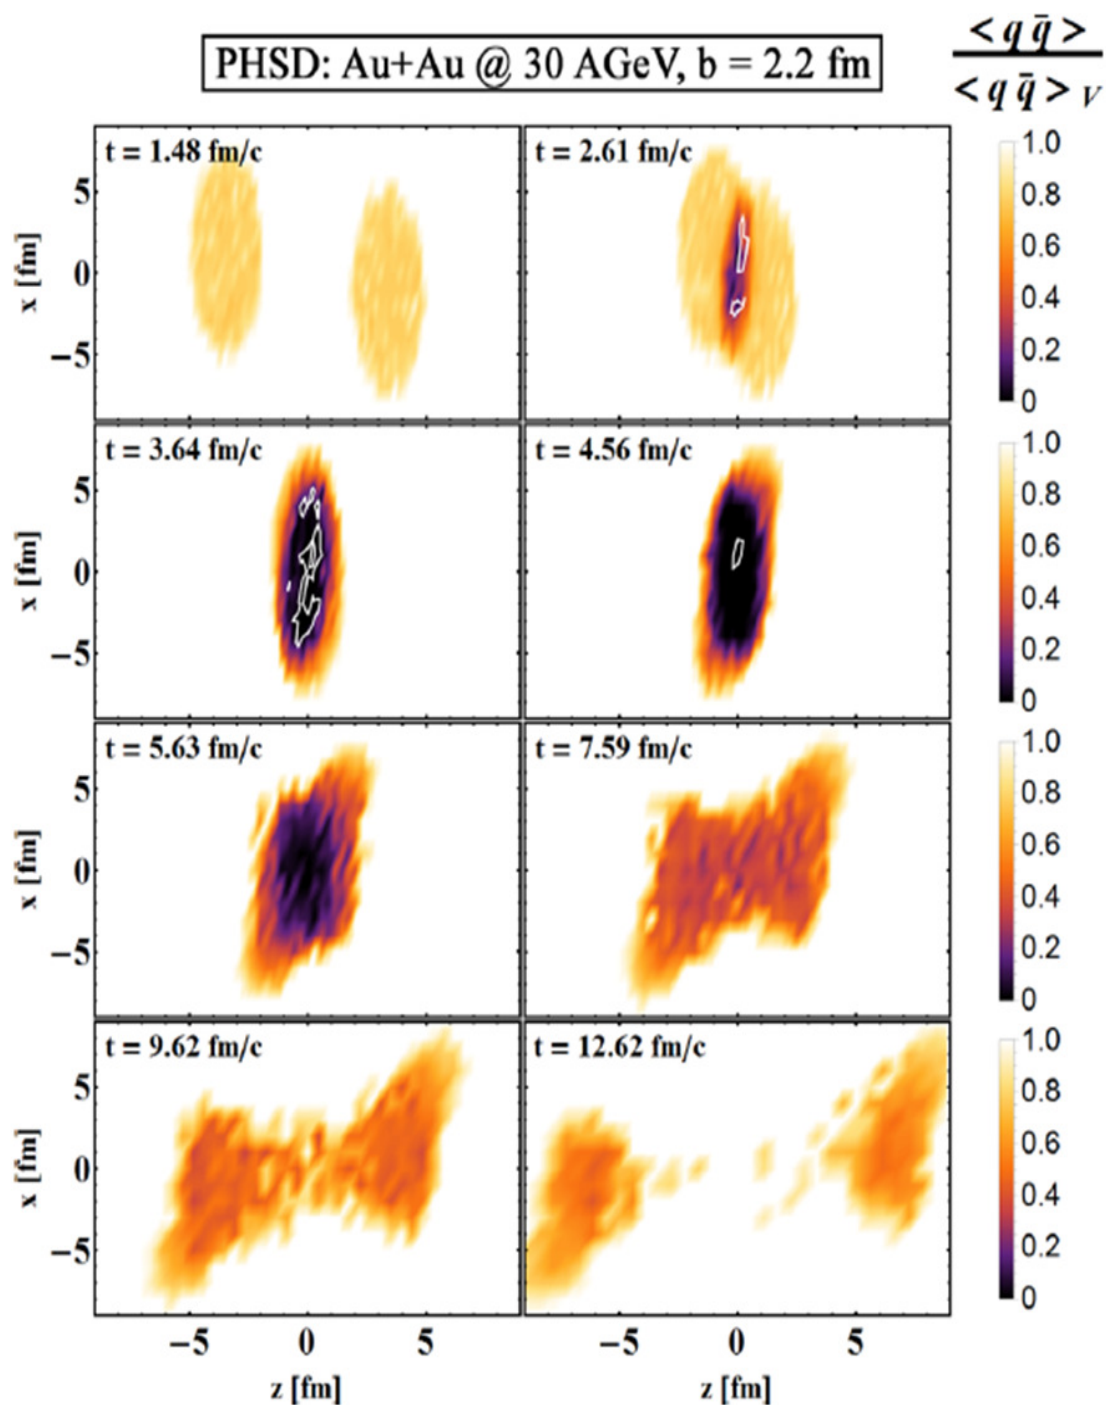 PHSD: Au+Au @ 30 AGeV, b = 2.2 fm
< q q̄ >
< q q̄ > V
t = 1.48 fm/c
t = 2.61 fm/c
x [fm]
5
0
−5
1.0
0.8
0.6
0.4
0.2
0
t = 3.64 fm/c
t = 4.56 fm/c
x [fm]
5
0
−5
1.0
0.8
0.6
0.4
0.2
0
t = 5.63 fm/c
t = 7.59 fm/c
x [fm]
5
0
−5
1.0
0.8
0.6
0.4
0.2
0
t = 9.62 fm/c
t = 12.62 fm/c
x [fm]
5
0
−5
1.0
0.8
0.6
0.4
0.2
0
−5 0 5
−5 0 5
z [fm]
z [fm]